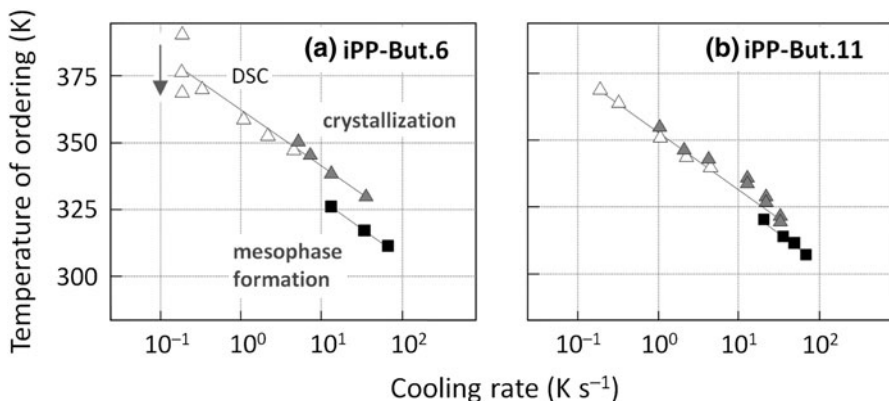 Temperature of ordering (K)
375
350
325
300
(a) iPP-But.6
DSC
crystallization
mesophase
formation
10⁻¹ 10⁰ 10¹ 10²
(b) iPP-But.11
10⁻¹ 10⁰ 10¹ 10²
Cooling rate (K s⁻¹)